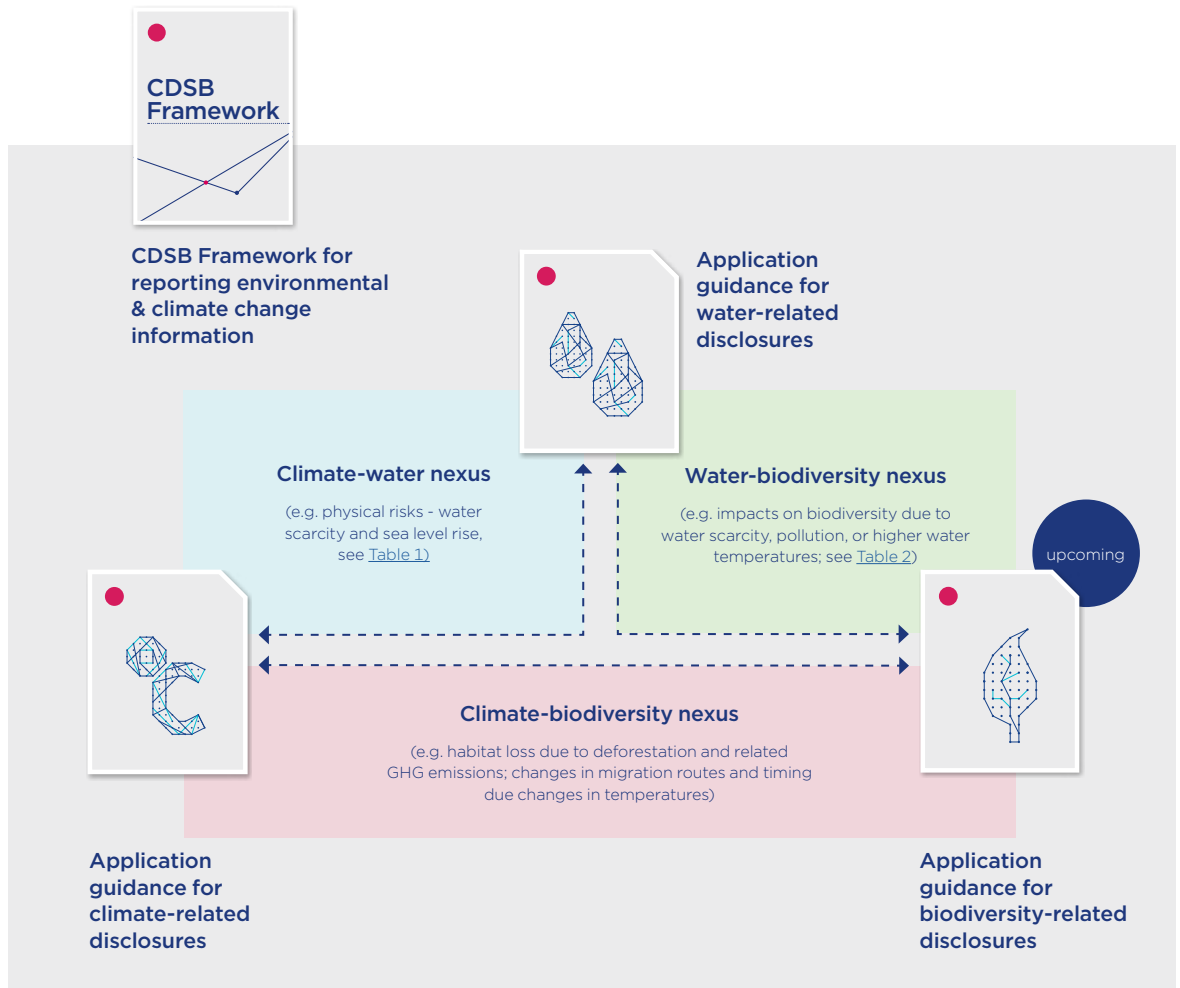 CDSB
Framework
CDSB Framework for
reporting environmental
& climate change
information
Application
guidance for
water-related
disclosures
Climate-water nexus
(e.g. physical risks - water
scarcity and sea level rise,
see Table 1)
Water-biodiversity nexus
(e.g. impacts on biodiversity due to
water scarcity, pollution, or higher water
temperatures; see Table 2)
upcoming
°C
Climate-biodiversity nexus
(e.g. habitat loss due to deforestation and related
GHG emissions; changes in migration routes and timing
due changes in temperatures)
Application
guidance for
climate-related
disclosures
Application
guidance for
biodiversity-related
disclosures